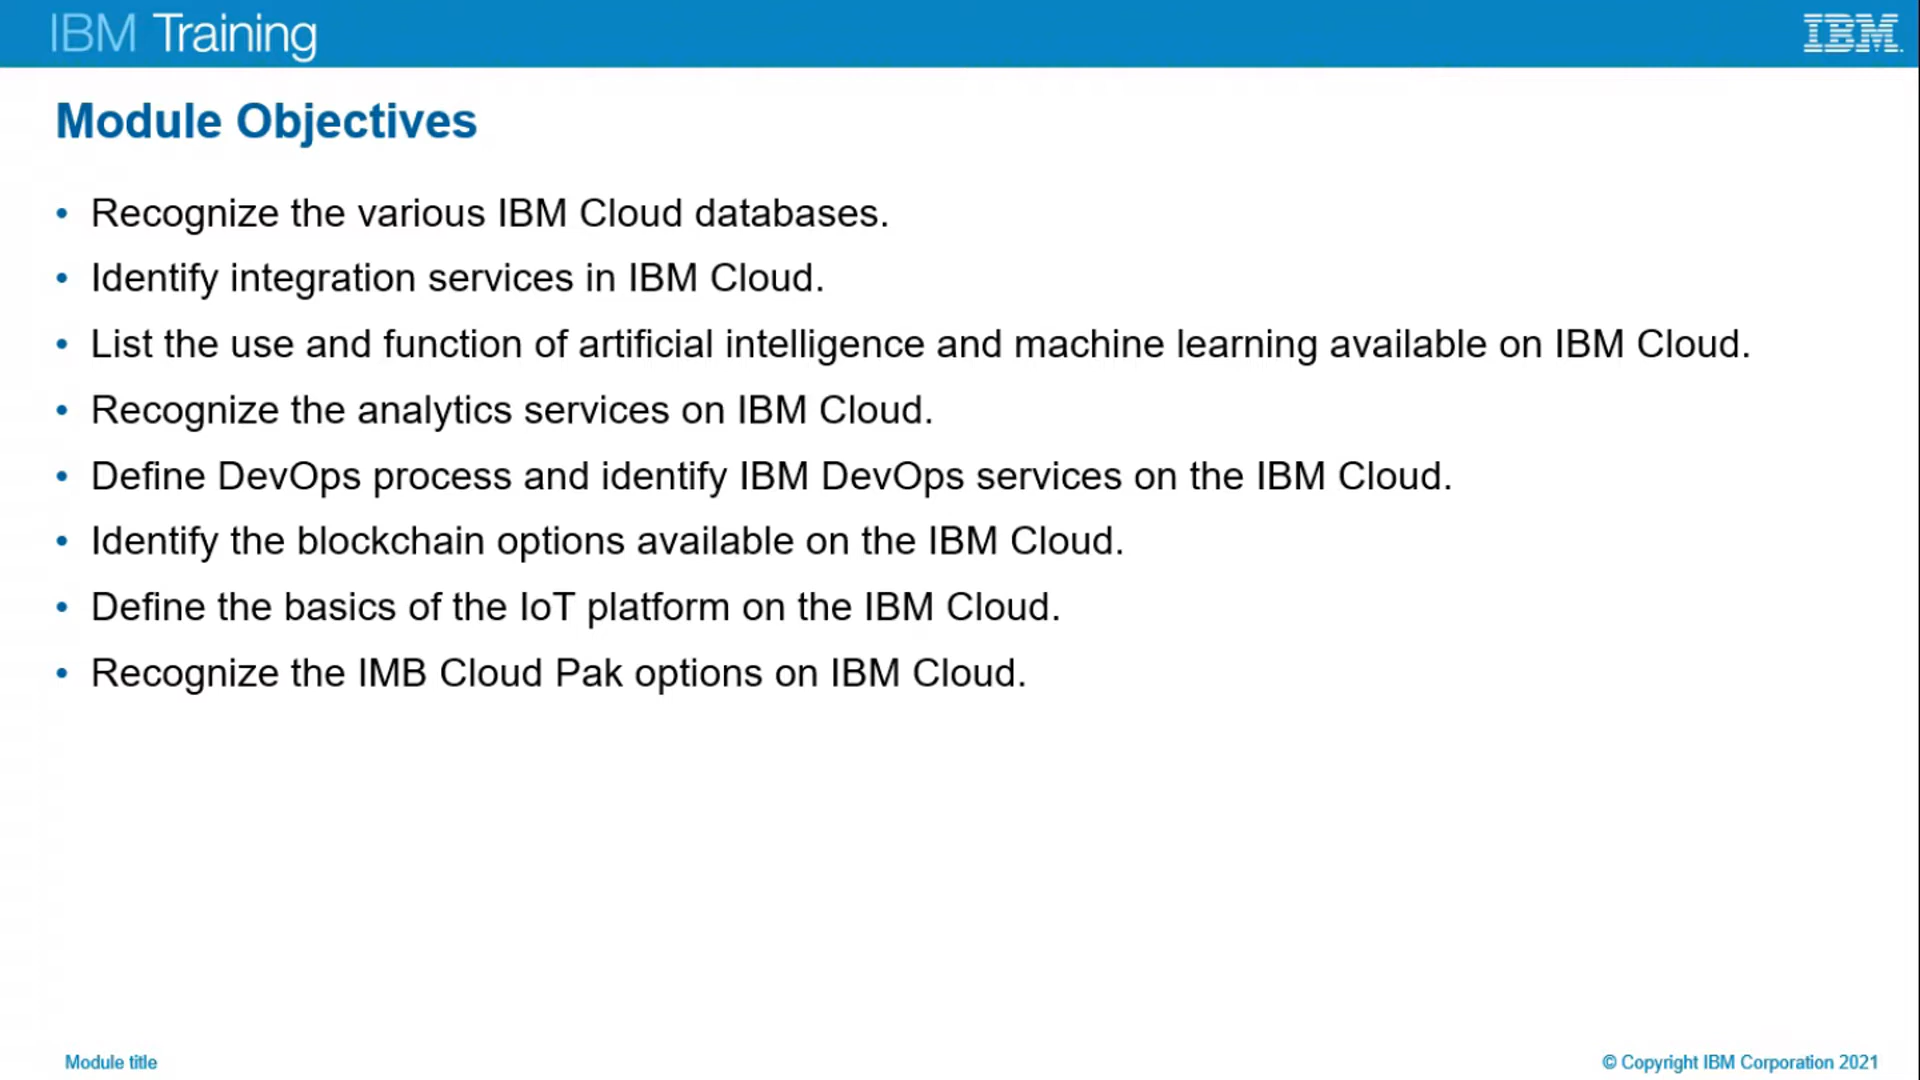 IBM Training
IBM
Module Objectives
• Recognize the various IBM Cloud databases.
• Identify integration services in IBM Cloud.
• List the use and function of artificial intelligence and machine learning available on IBM Cloud.
• Recognize the analytics services on IBM Cloud.
• Define DevOps process and identify IBM DevOps services on the IBM Cloud.
• Identify the blockchain options available on the IBM Cloud.
• Define the basics of the IoT platform on the IBM Cloud.
• Recognize the IMB Cloud Pak options on IBM Cloud.
Module title
© Copyright IBM Corporation 2021